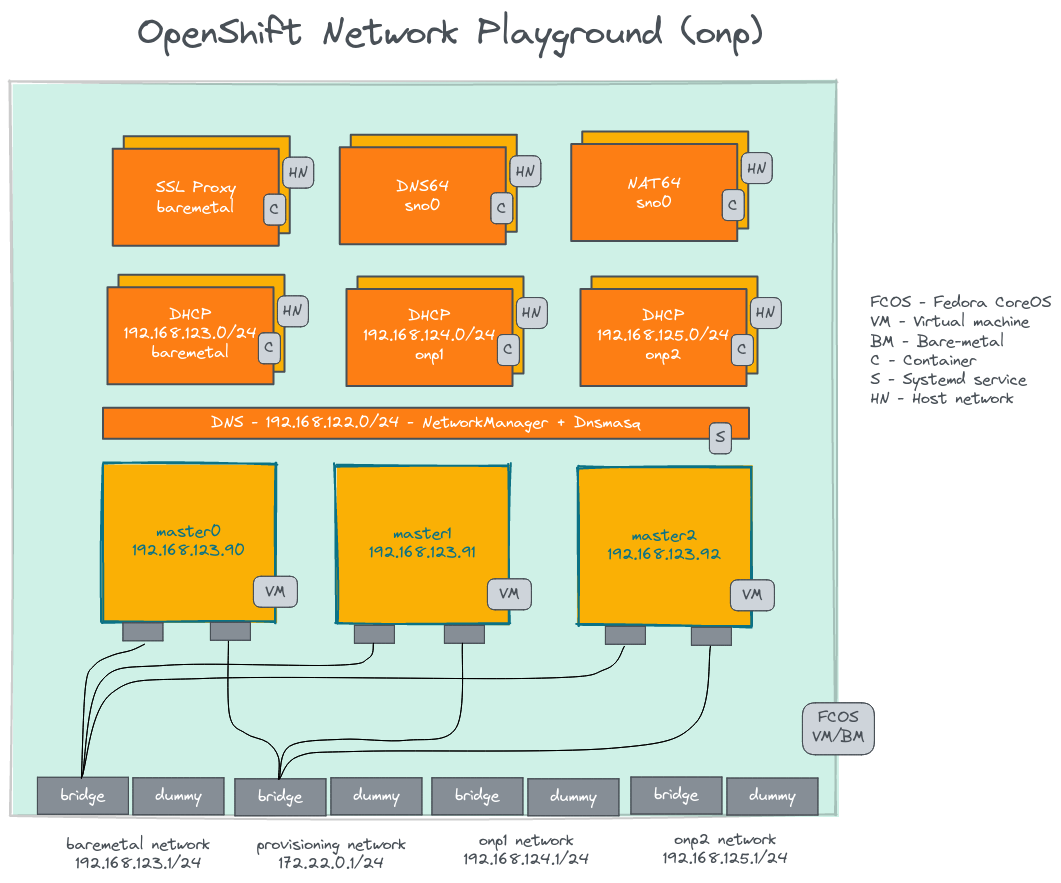 OpenShift Network Playground (onp)
SSL Proxy
baremetal
HN
C
DNS64
sno0
HN
C
NAT64
sno0
HN
C
DHCP
192.168.123.0/24
baremetal
HN
C
DHCP
192.168.124.0/24
onp1
HN
C
DHCP
192.168.125.0/24
onp2
HN
C
FCOS - Fedora CoreOS
VM - Virtual machine
BM - Bare-metal
C - Container
S - Systemd service
HN - Host network
DNS - 192.168.122.0/24 - NetworkManager + Dnsmasq
S
master0
192.168.123.90
VM
master1
192.168.123.91
VM
master2
192.168.123.92
VM
FCOS
VM/BM
bridge
dummy
bridge
dummy
bridge
dummy
bridge
dummy
baremetal network
192.168.123.1/24
provisioning network
172.22.0.1/24
onp1 network
192.168.124.1/24
onp2 network
192.168.125.1/24